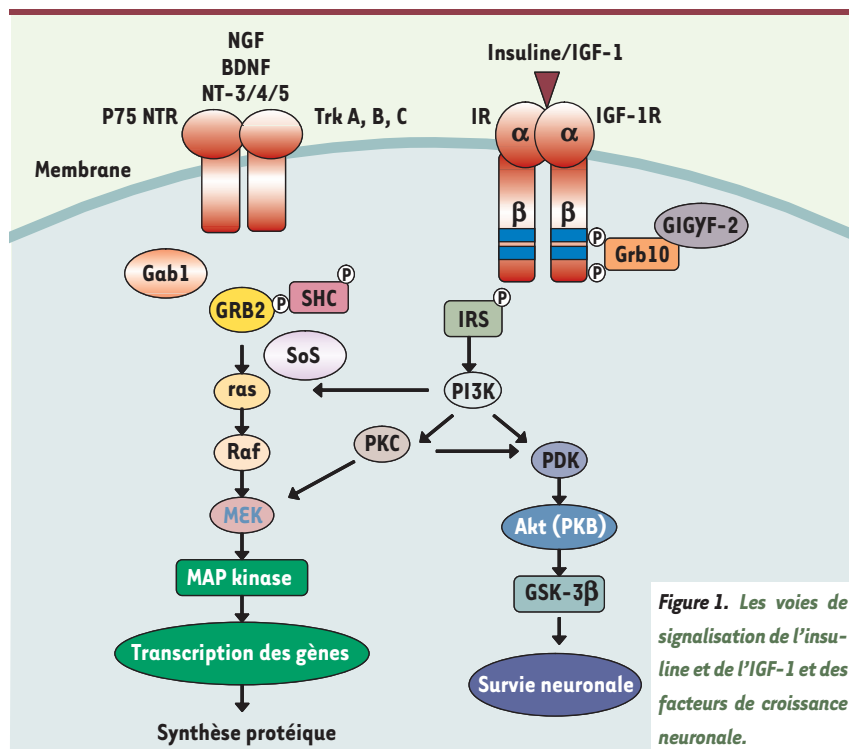 NGF
BDNF
NT-3/4/5
P75 NTR
Trk A, B, C
Insuline/IGF-1
IR
IGF-1R
α
α
Membrane
β
β
P
GIGYF-2
Grb10
P
Gab1
P
SHC
P
GRB2
P
IRS
SoS
ras
PI3K
Raf
PKC
PDK
MEK
Akt (PKB)
MAP kinase
GSK-3β
Transcription des gènes
Survie neuronale
Synthèse protéique
Figure 1. Les voies de
signalisation de l'insu-
line et de l'IGF-1 et des
facteurs de croissance
neuronale.